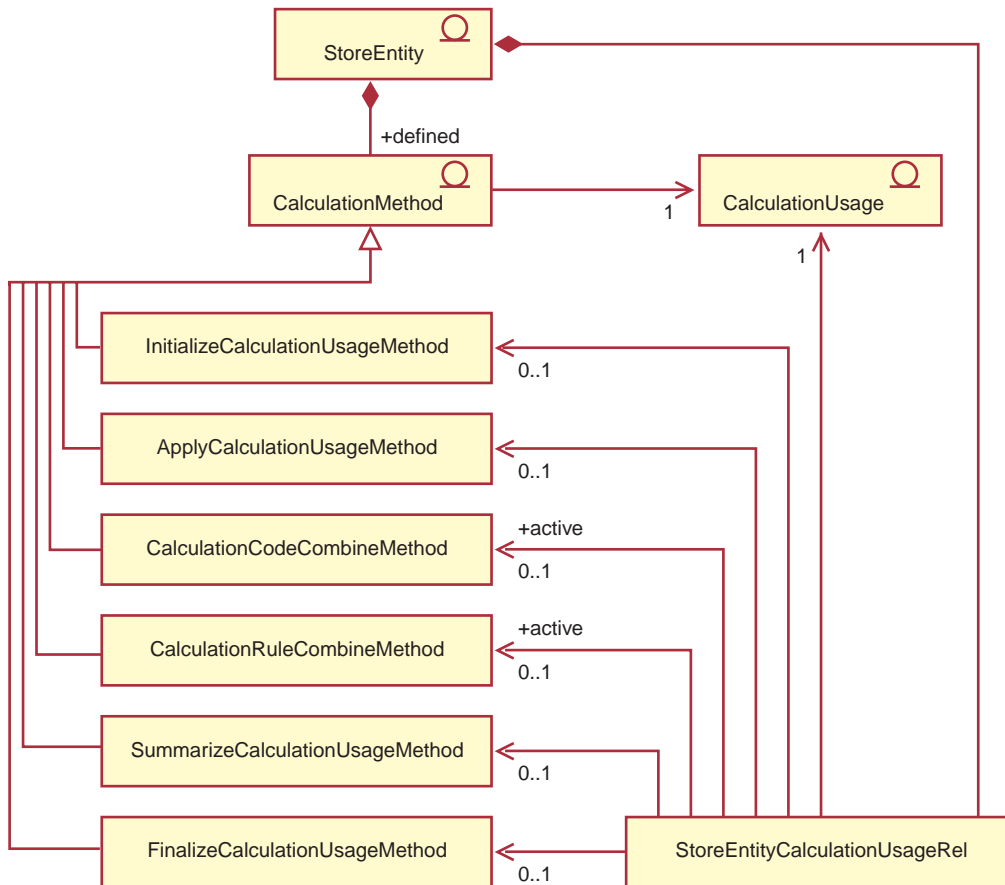 StoreEntity
+defined
CalculationMethod
1
CalculationUsage
1
InitializeCalculationUsageMethod
0..1
ApplyCalculationUsageMethod
0..1
+active
CalculationCodeCombineMethod
0..1
+active
CalculationRuleCombineMethod
0..1
SummarizeCalculationUsageMethod
0..1
FinalizeCalculationUsageMethod
0..1
StoreEntityCalculationUsageRel